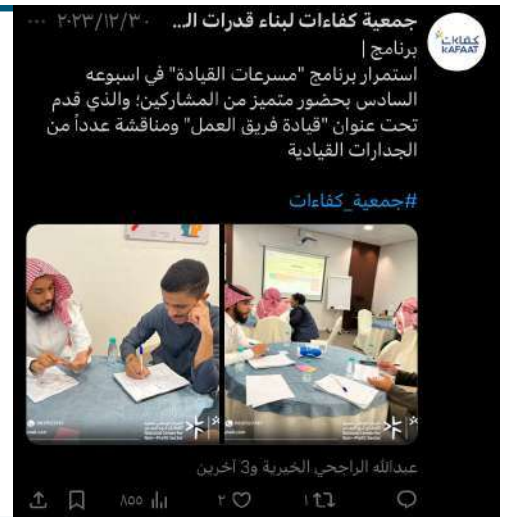 جمعية كفاءات لبناء قدرات الـ... ٢٠٢٣/١٢/٣٠ ...
كفاءات
KAFAAT
برنامج |
استمرار برنامج "مسرعات القيادة" في اسبوعه
السادس بحضور متميز من المشاركين؛ والذي قدم
تحت عنوان "قيادة فريق العمل" ومناقشة عدداً من
الجدارات القيادية
#جمعية_كفاءات
عبدالله الراجحي الخيرية و3 آخرين
١ ٢ ٨٥٥